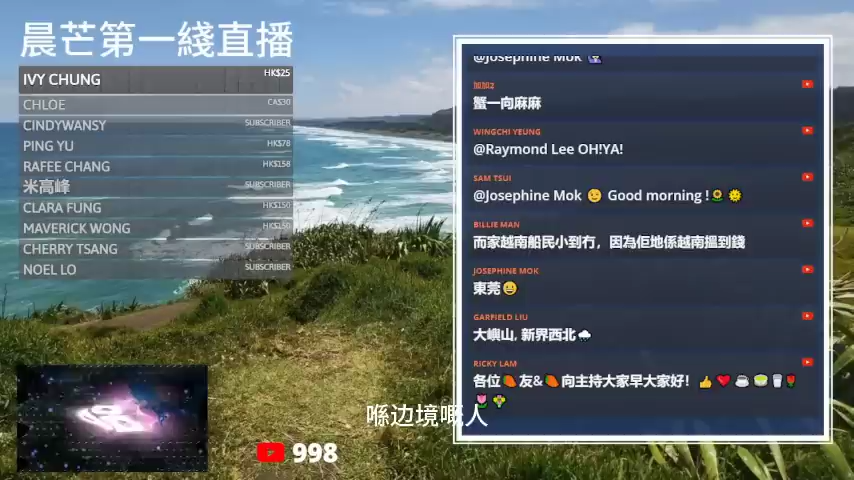 晨芒第一綫直播
IVY CHUNG HK$25
CHLOE CA$30
CINDYWANSY SUBSCRIBER
PING YU HK$78
RAFEE CHANG HK$158
米高峰 SUBSCRIBER
CLARA FUNG HK$150
MAVERICK WONG HK$150
CHERRY TSANG SUBSCRIBER
NOEL LO SUBSCRIBER
@Josephine Mok
加加2
蟹一向麻麻
WINGCHI YEUNG
@Raymond Lee OH!YA!
SAM TSUI
@Josephine Mok 😉 Good morning !🌻🌞
BILLIE MAN
而家越南船民小到冇，因為佢地係越南搵到錢
JOSEPHINE MOK
東莞😉
GARFIELD LIU
大嶼山, 新界西北🌧
RICKY LAM
各位🥭友&🥭向主持大家早大家好！ 👍❤☕🍵🥛🌹
🌷💐
喺边境嘅人
998